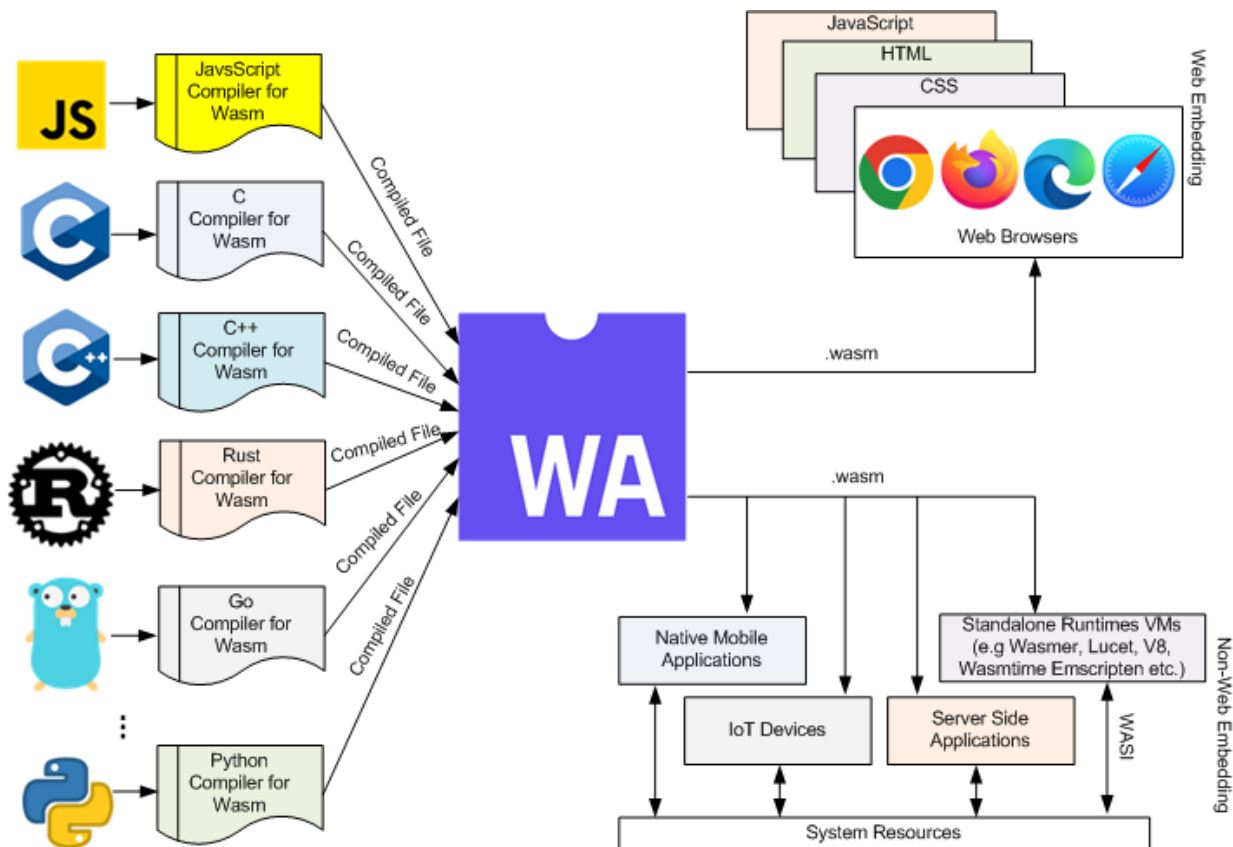 JS
JavsScript
Compiler for
Wasm
Compiled File
C
C
Compiler for
Wasm
Compiled File
C++
C++
Compiler for
Wasm
Compiled File
R
Rust
Compiler for
Wasm
Compiled File
Go
Compiler for
Wasm
Compiled File
Python
Compiler for
Wasm
Compiled File
WA
.wasm
JavaScript
HTML
CSS
Web Browsers
Web Embedding
.wasm
Native Mobile
Applications
IoT Devices
Server Side
Applications
Standalone Runtimes VMs
(e.g Wasmer, Lucet, V8,
Wasmtime Emscripten etc.)
WASI
System Resources
Non-Web Embedding